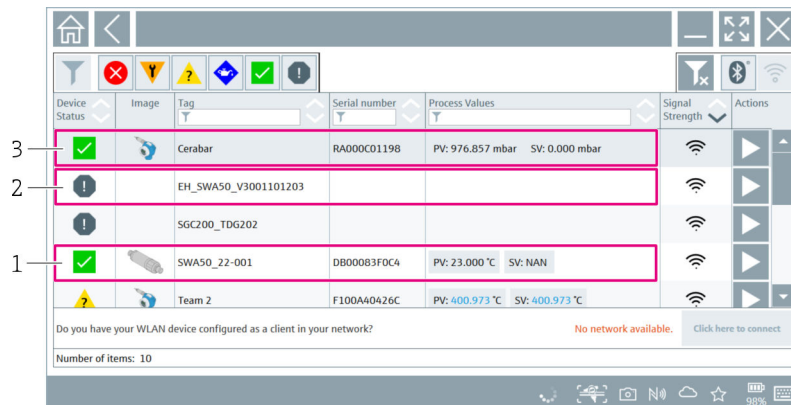 Device Status
Image
Tag
Serial number
Process Values
Signal Strength
Actions
3
Cerabar
RA000C01198
PV: 976.857 mbar SV: 0.000 mbar
2
EH_SWA50_V3001101203
SGC200_TDG202
1
SWA50_22-001
DB00083F0C4
PV: 23.000 °C SV: NAN
Team 2
F100A40426C
PV: 400.973 °C SV: 400.973 °C
Do you have your WLAN device configured as a client in your network?
No network available.
Click here to connect
Number of items: 10
98%